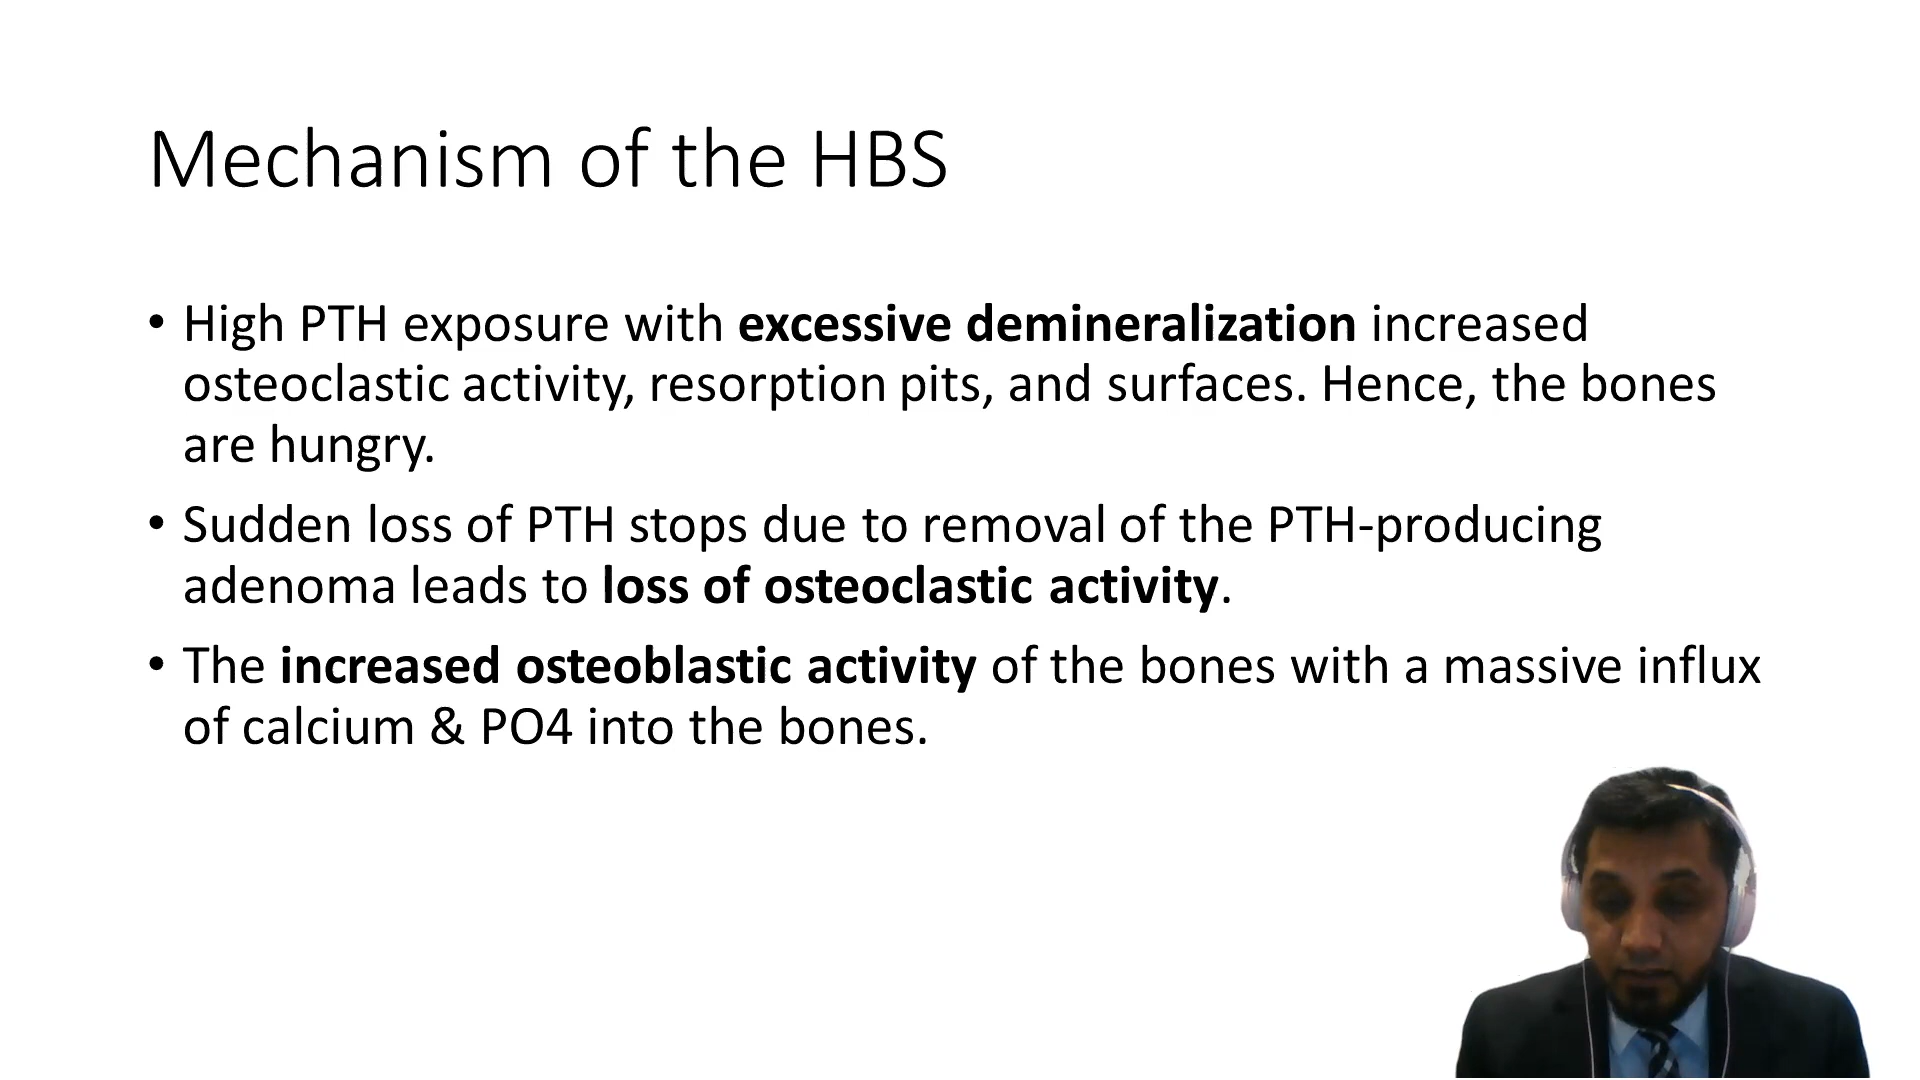 Mechanism of the HBS
• High PTH exposure with excessive demineralization increased
osteoclastic activity, resorption pits, and surfaces. Hence, the bones
are hungry.
• Sudden loss of PTH stops due to removal of the PTH-producing
adenoma leads to loss of osteoclastic activity.
• The increased osteoblastic activity of the bones with a massive influx
of calcium & PO4 into the bones.